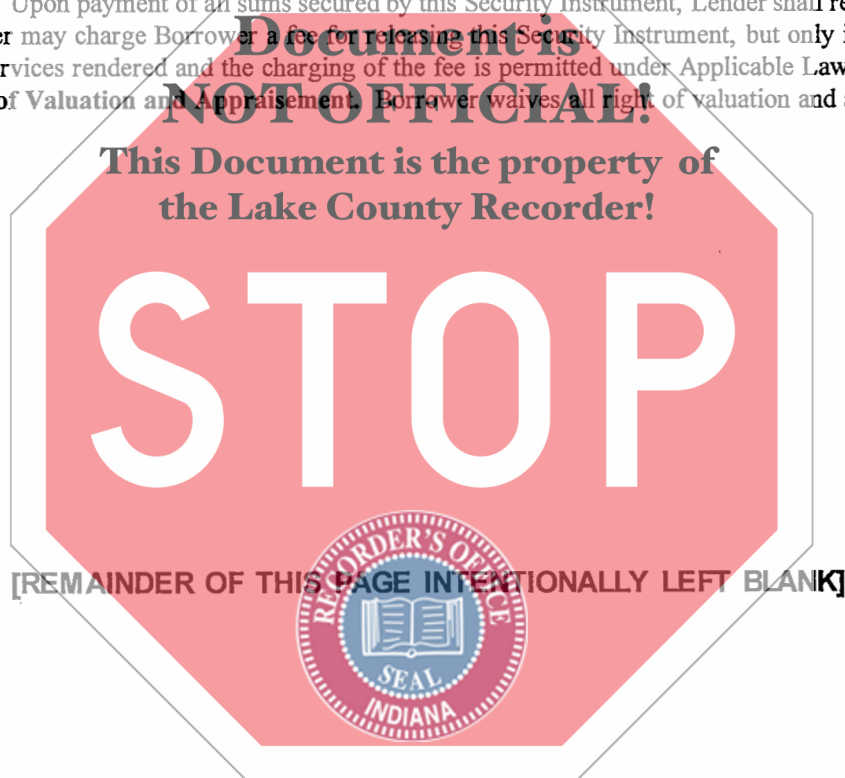 Upon payment of all sums secured by this Security Instrument, Lender shall re
er may charge Borrower a fee for releasing this Security Instrument, but only i
rvices rendered and the charging of the fee is permitted under Applicable Law
of Valuation and Appraisement. Borrower waives all right of valuation and a
Document is
NOT OFFICIAL!
This Document is the property of
the Lake County Recorder!
STOP
[REMAINDER OF THIS PAGE INTENTIONALLY LEFT BLANK]
RECORDER'S OFFICE
SEAL
INDIANA